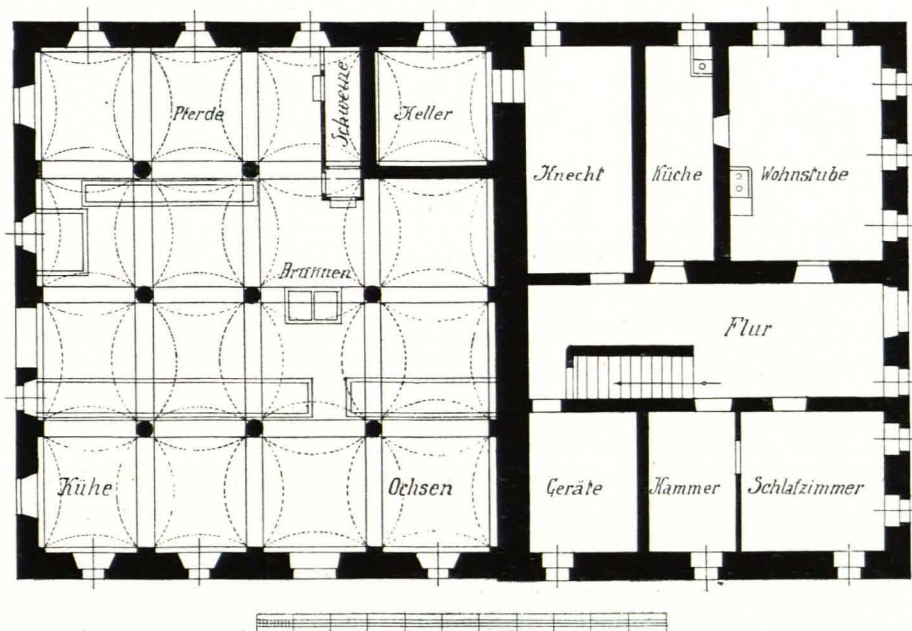 Pferde
Schweine
Keller
Knecht
Küche
Wohnstube
Brunnen
Flur
Kühe
Ochsen
Geräte
Kammer
Schlafzimmer